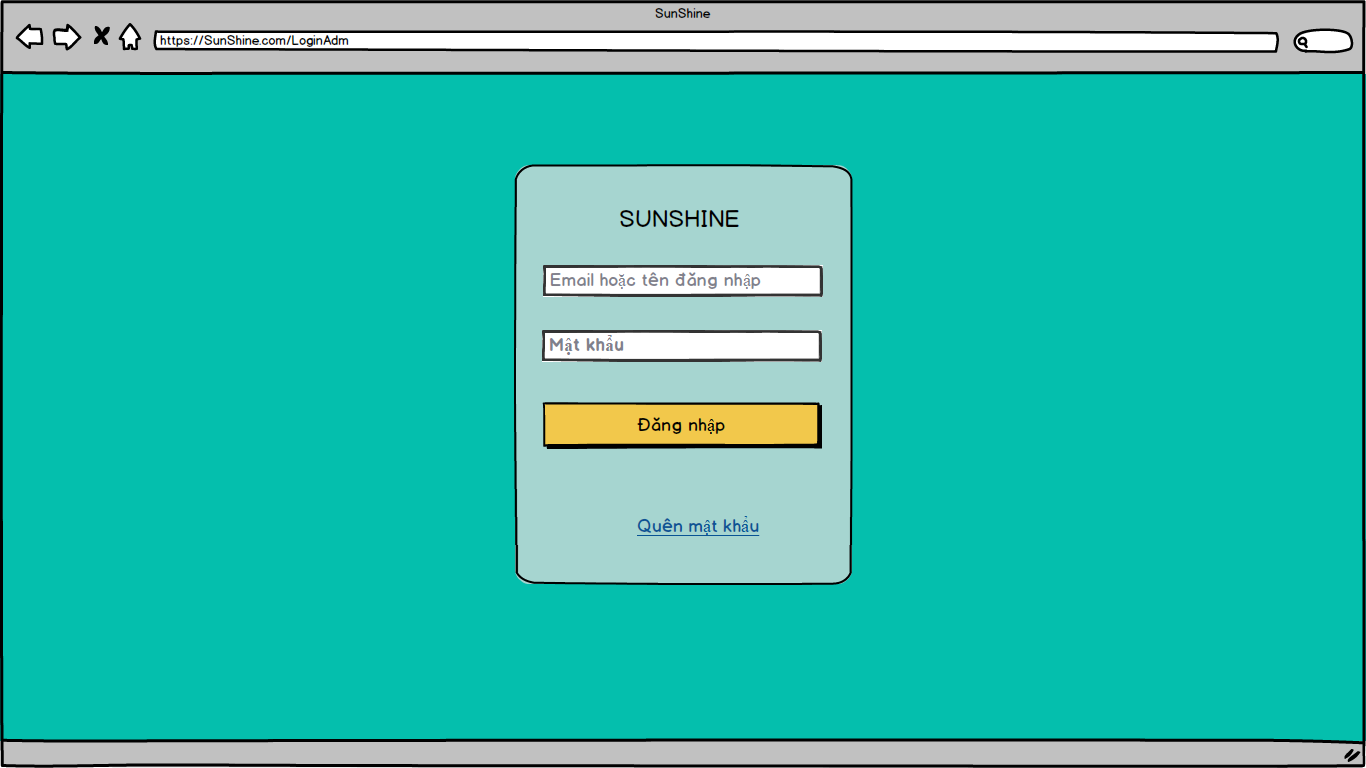 SunShine
https://SunShine.com/LoginAdm
SUNSHINE
Email hoặc tên đăng nhập
Mật khẩu
Đăng nhập
Quên mật khẩu